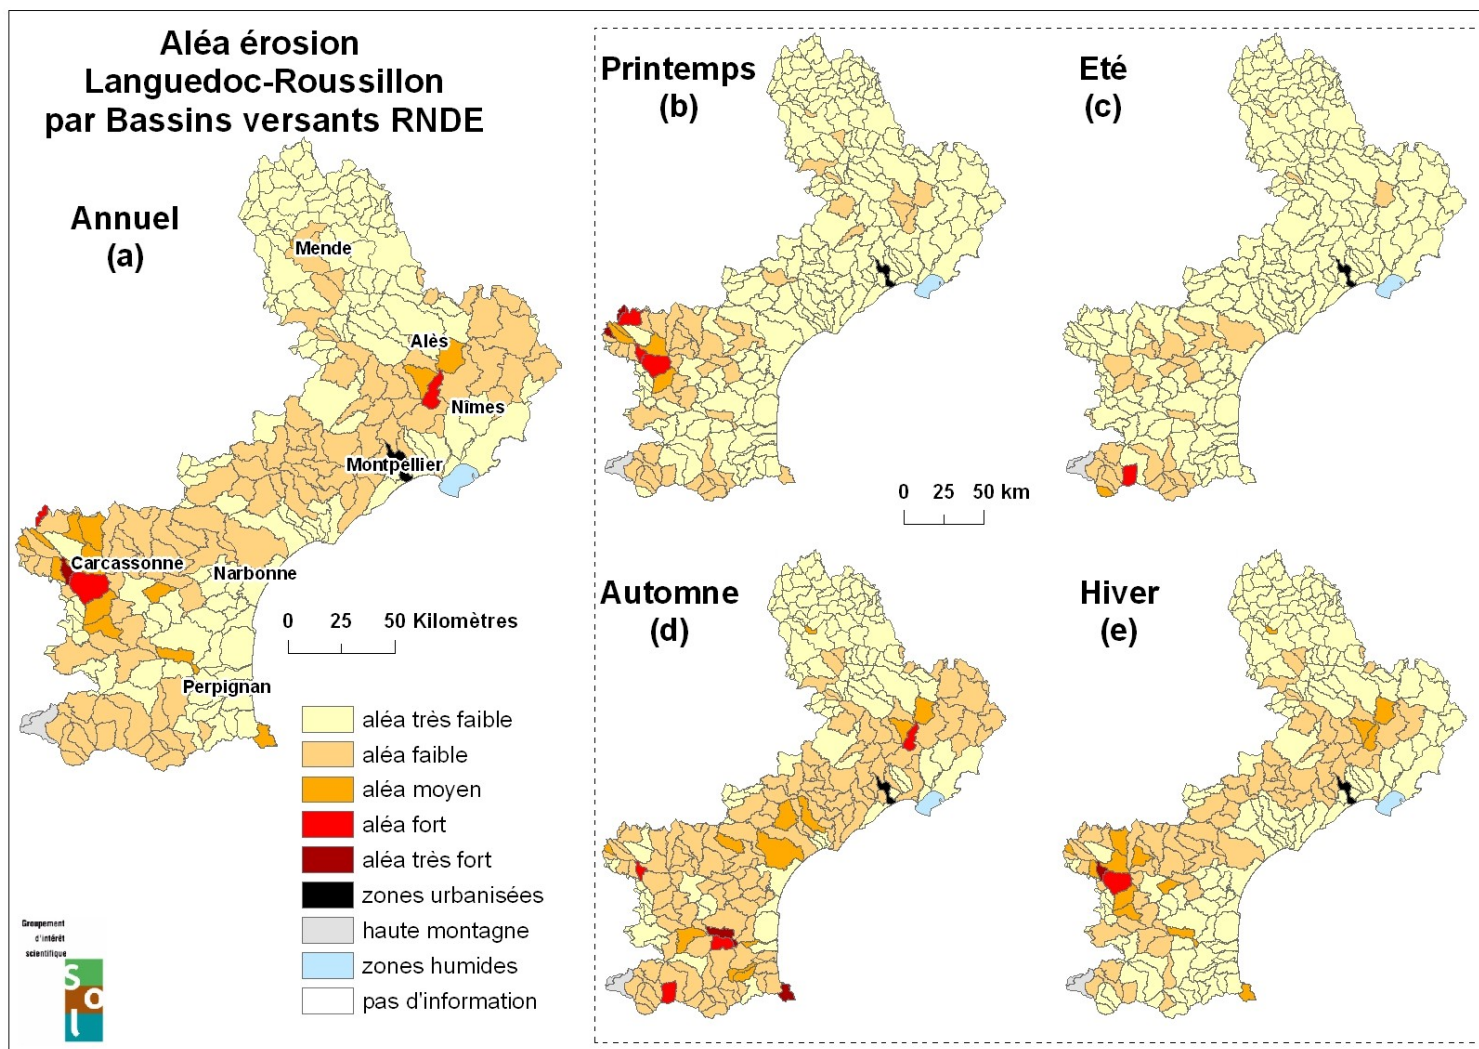 Aléa érosion
Languedoc-Roussillon
par Bassins versants RNDE
Annuel
(a)
Mende
Alès
Nîmes
Montpellier
Carcassonne
Narbonne
Perpignan
0 25 50 Kilomètres
aléa très faible
aléa faible
aléa moyen
aléa fort
aléa très fort
zones urbanisées
haute montagne
zones humides
pas d'information
Groupement
d'intérêt
scientifique
S
o
l
Printemps
(b)
Eté
(c)
0 25 50 km
Automne
(d)
Hiver
(e)